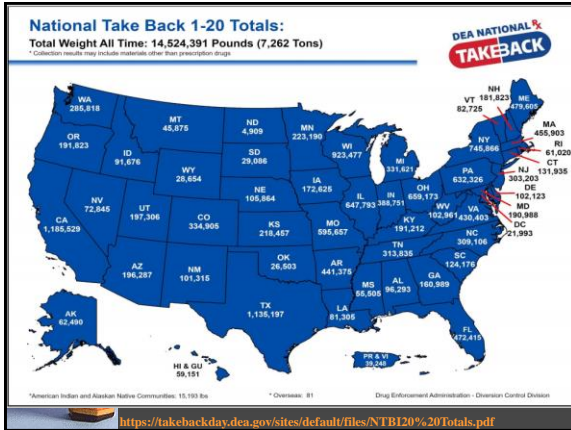 National Take Back 1-20 Totals:
Total Weight All Time: 14,524,391 Pounds (7,262 Tons)
* Collection results may include materials other than prescription drugs
DEA NATIONAL Rx
TAKEBACK
WA
285,818
OR
191,823
CA
1,185,529
NV
72,845
ID
91,676
MT
45,875
WY
28,654
UT
197,306
AZ
196,287
CO
334,905
NM
101,315
ND
4,909
SD
29,086
NE
105,864
KS
218,457
OK
26,503
TX
1,135,197
MN
223,190
IA
172,625
MO
595,657
AR
441,375
LA
81,305
WI
923,477
IL
647,793
MI
331,621
IN
388,751
OH
659,173
KY
191,212
TN
313,835
MS
55,505
AL
96,293
GA
160,989
FL
472,415
SC
124,176
NC
309,106
VA
430,403
WV
102,961
PA
632,326
NY
745,866
VT
82,725
NH
181,823
ME
479,605
MA
455,903
RI
61,020
CT
131,935
NJ
303,203
DE
102,123
MD
190,988
DC
21,993
AK
62,490
HI & GU
59,151
PR & VI
39,245
*American Indian and Alaskan Native Communities: 15,193 lbs
* Overseas: 81
Drug Enforcement Administration - Diversion Control Division
https://takebackday.dea.gov/sites/default/files/NTBI20%20Totals.pdf